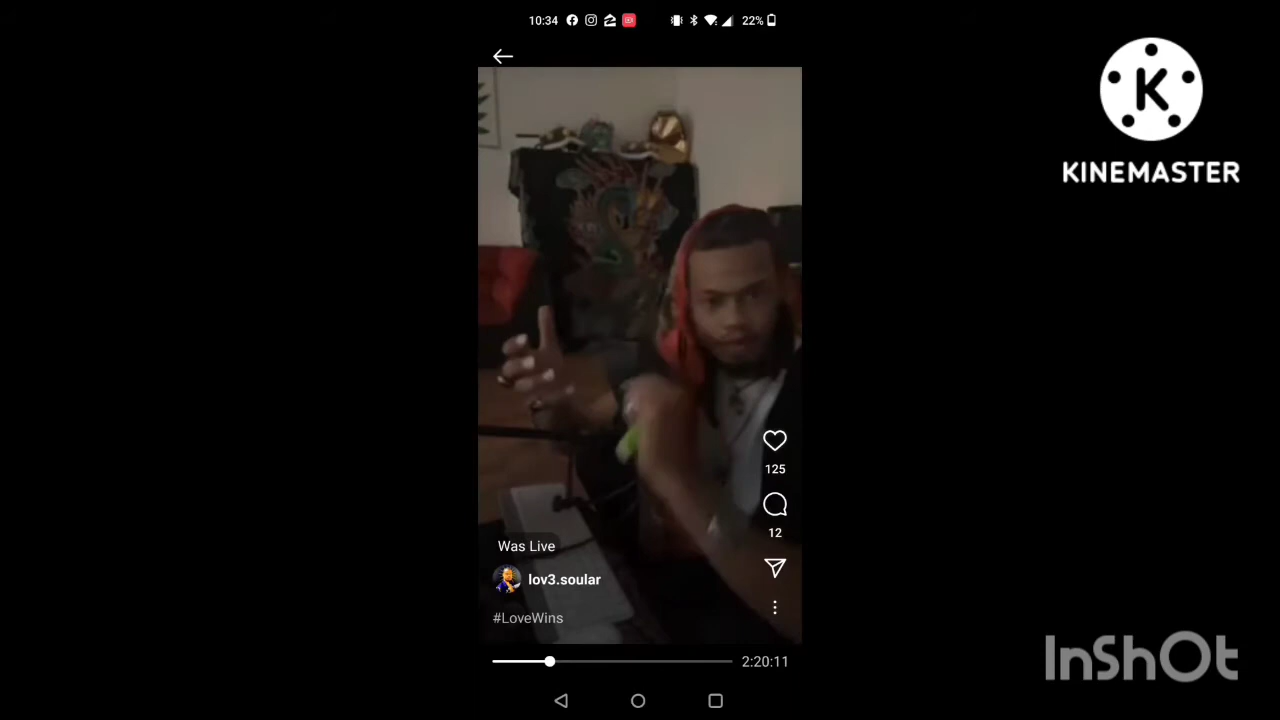 10:34
22%
K
KINEMASTER
125
12
Was Live
lov3.soular
#LoveWins
2:20:11
InShOt